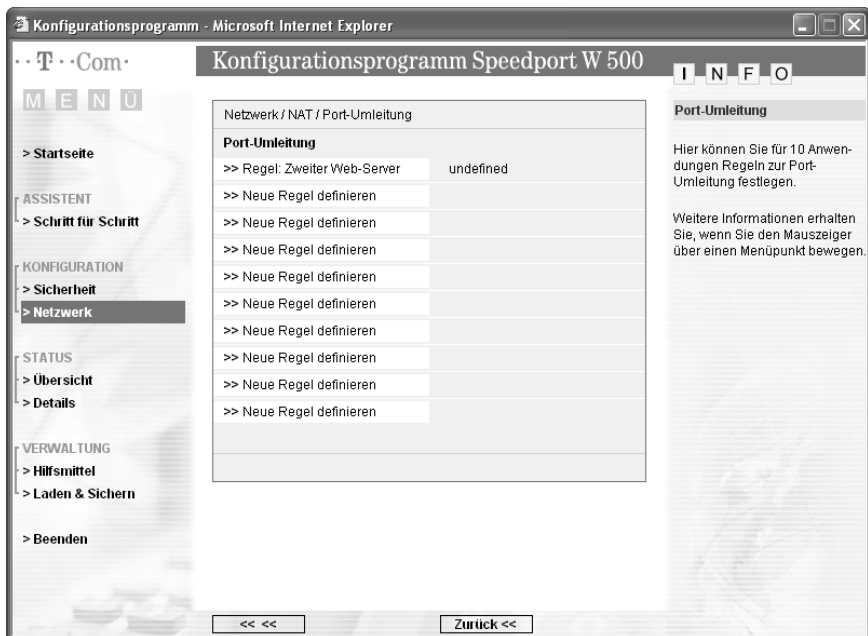 Konfigurationsprogramm - Microsoft Internet Explorer
··T··Com·
Konfigurationsprogramm Speedport W 500
INFO
MENÜ
> Startseite
ASSISTENT
> Schritt für Schritt
KONFIGURATION
> Sicherheit
> Netzwerk
STATUS
> Übersicht
> Details
VERWALTUNG
> Hilfsmittel
> Laden & Sichern
> Beenden
Netzwerk / NAT / Port-Umleitung
Port-Umleitung
>> Regel: Zweiter Web-Server undefined
>> Neue Regel definieren
>> Neue Regel definieren
>> Neue Regel definieren
>> Neue Regel definieren
>> Neue Regel definieren
>> Neue Regel definieren
>> Neue Regel definieren
>> Neue Regel definieren
>> Neue Regel definieren
<< <<
Zurück <<
Port-Umleitung
Hier können Sie für 10 Anwen-
dungen Regeln zur Port-
Umleitung festlegen.
Weitere Informationen erhalten
Sie, wenn Sie den Mauszeiger
über einen Menüpunkt bewegen.